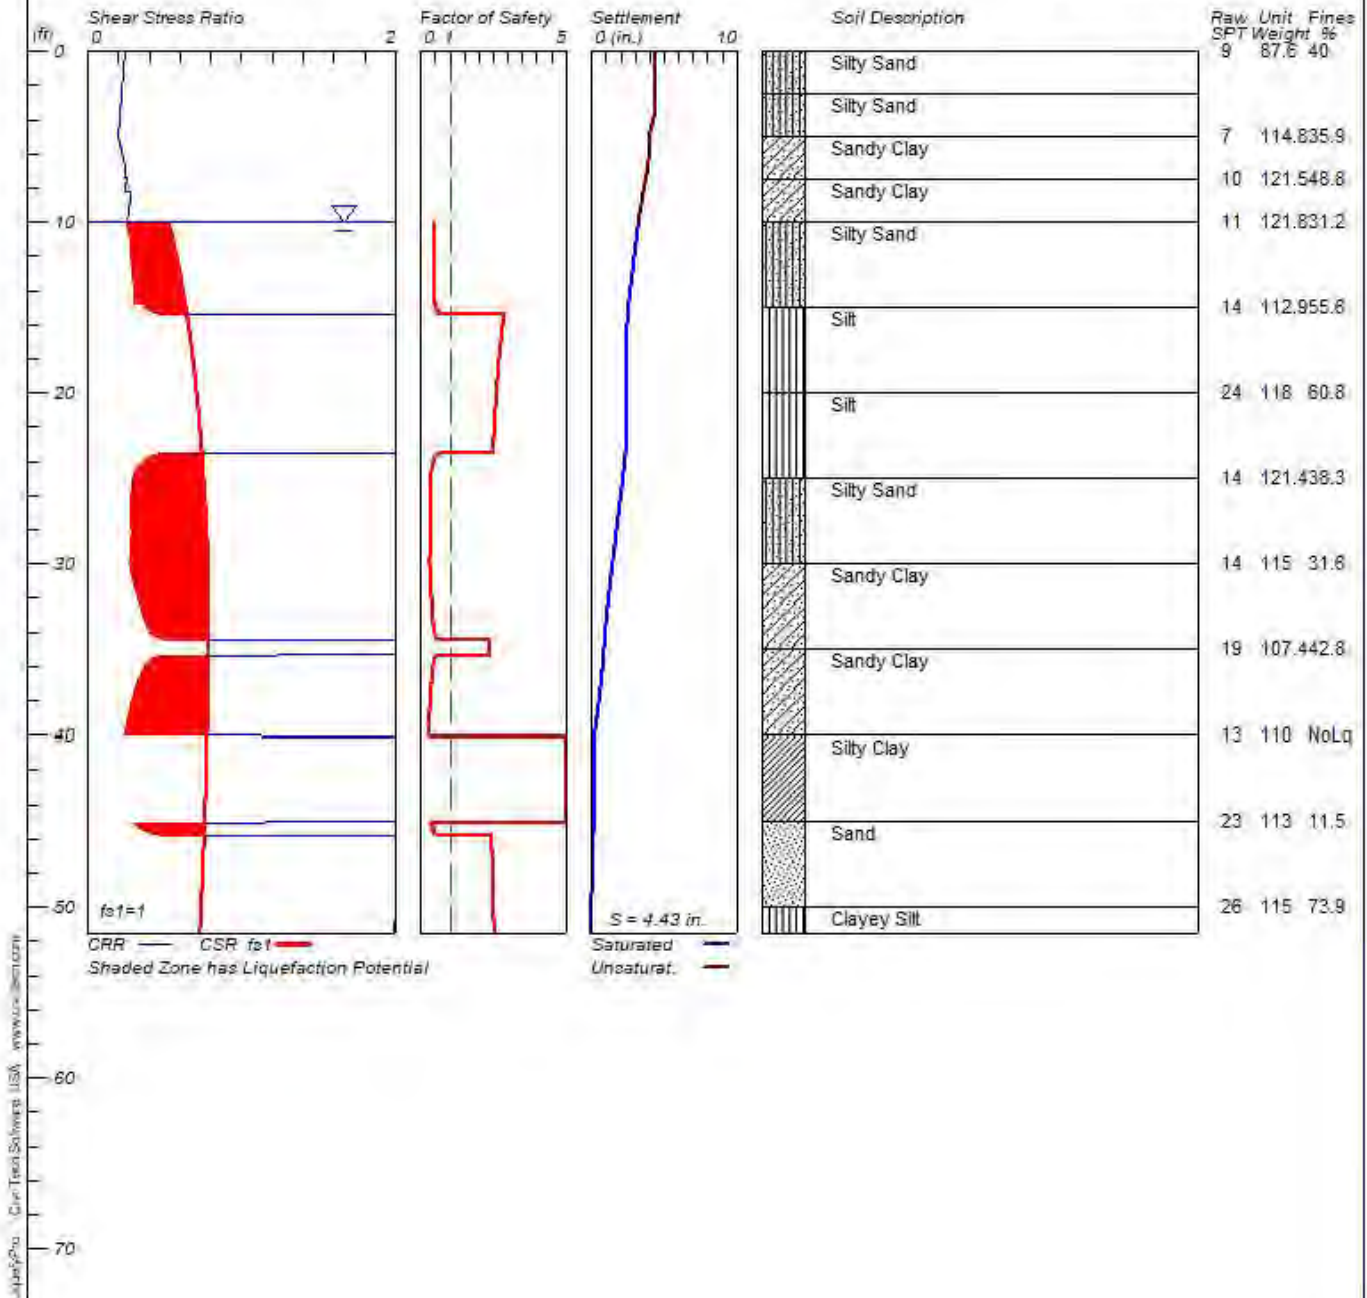 Shear Stress Ratio Factor of Safety Settlement Soil Description Raw Unit Fines
(ft) 0 2 0 1 5 0 (in.) 10 SPT Weight %
0 Silty Sand 9 87.6 40
Silty Sand
7 114.8 35.9
Sandy Clay
10 121.5 48.8
Sandy Clay
10 11 121.8 31.2
Silty Sand
14 112.9 55.6
Silt
20 24 118 60.8
Silt
14 121.4 38.3
Silty Sand
30 14 115 31.6
Sandy Clay
19 107.4 42.8
Sandy Clay
40 13 110 NoLq
Silty Clay
23 113 11.5
Sand
50 26 115 73.9
fs1=1 S = 4.43 in. Clayey Silt
CRR CSR fs1 Saturated
Shaded Zone has Liquefaction Potential Unsaturat.
60
70
CivilTech Software USA